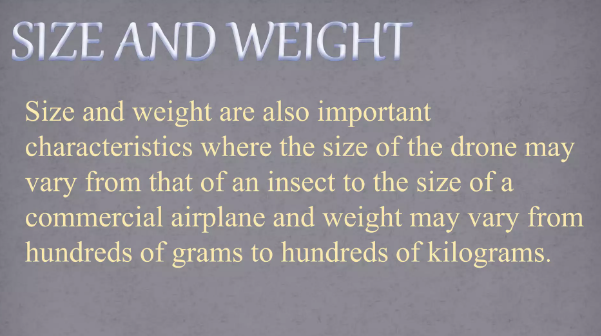 SIZE AND WEIGHT
Size and weight are also important
characteristics where the size of the drone may
vary from that of an insect to the size of a
commercial airplane and weight may vary from
hundreds of grams to hundreds of kilograms.